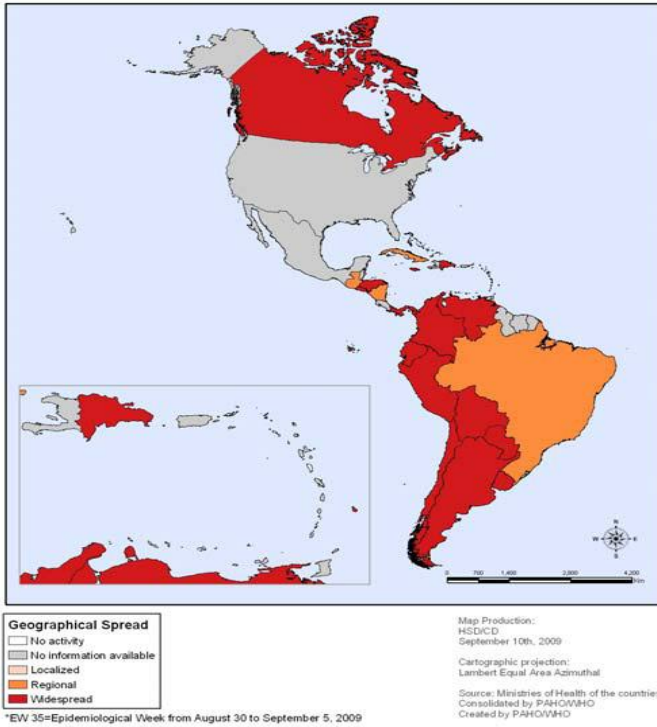 N
W E
S
0 700 1,400 2,800 4,200
Geographical Spread
No activity
No information available
Localized
Regional
Widespread
*EW 35=Epidemiological Week from August 30 to September 5, 2009
Map Production:
HSD/CD
September 10th, 2009
Cartographic projection:
Lambert Equal Area Azimuthal
Source: Ministries of Health of the countries
Consolidated by PAHO/WHO
Created by PAHO/WHO